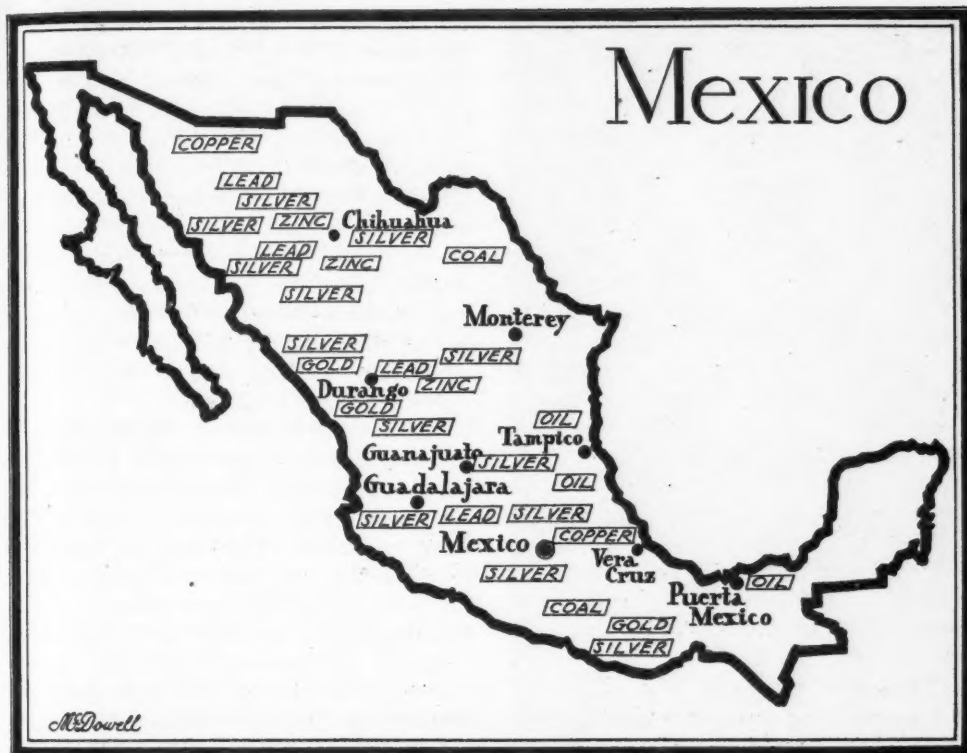 Mexico
COPPER
LEAD
SILVER
SILVER
ZINC
Chihuahua
SILVER
LEAD
ZINC
COAL
SILVER
SILVER
Monterey
SILVER
SILVER
GOLD
LEAD
ZINC
Durango
GOLD
SILVER
OIL
Tampico
Guanajuato
SILVER
OIL
Guadalajara
SILVER
LEAD
SILVER
Mexico
COPPER
Vera
Cruz
SILVER
OIL
Puerta
Mexico
COAL
GOLD
SILVER
McDowell